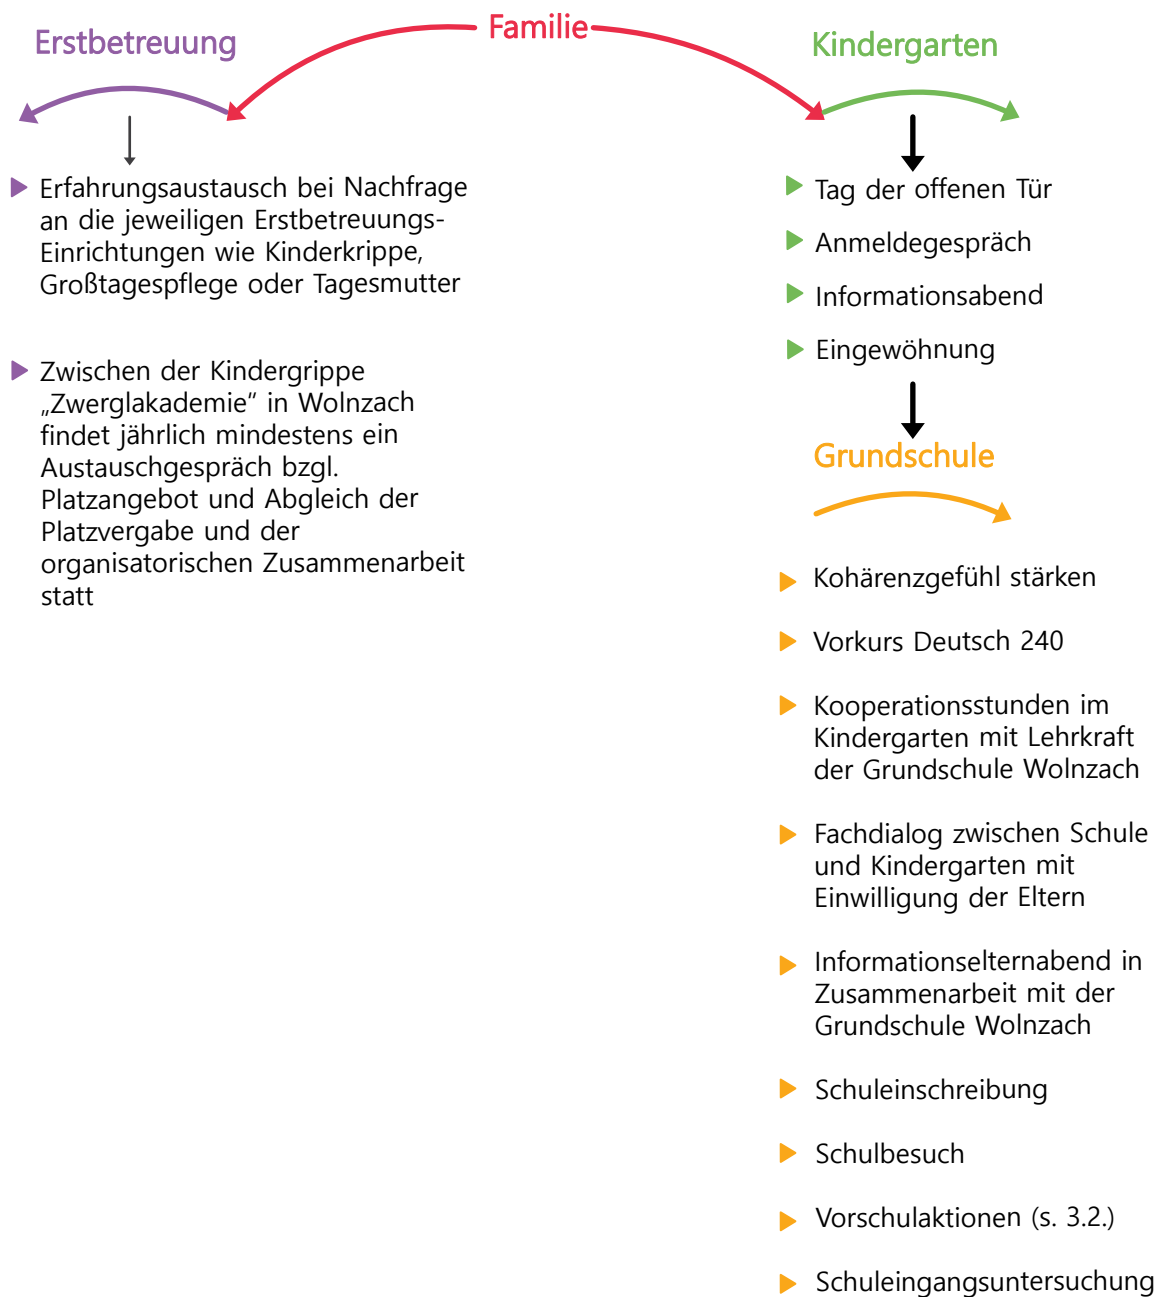 Familie
Erstbetreuung
Erfahrungsaustausch bei Nachfrage
an die jeweiligen Erstbetreuungs-
Einrichtungen wie Kinderkrippe,
Großtagespflege oder Tagesmutter
Zwischen der Kindergrippe
„Zwerglakademie“ in Wolnzach
findet jährlich mindestens ein
Austauschgespräch bzgl.
Platzangebot und Abgleich der
Platzvergabe und der
organisatorischen Zusammenarbeit
statt
Kindergarten
Tag der offenen Tür
Anmeldegespräch
Informationsabend
Eingewöhnung
Grundschule
Kohärenzgefühl stärken
Vorkurs Deutsch 240
Kooperationsstunden im
Kindergarten mit Lehrkraft
der Grundschule Wolnzach
Fachdialog zwischen Schule
und Kindergarten mit
Einwilligung der Eltern
Informationselternabend in
Zusammenarbeit mit der
Grundschule Wolnzach
Schuleinschreibung
Schulbesuch
Vorschulaktionen (s. 3.2.)
Schuleingangsuntersuchung